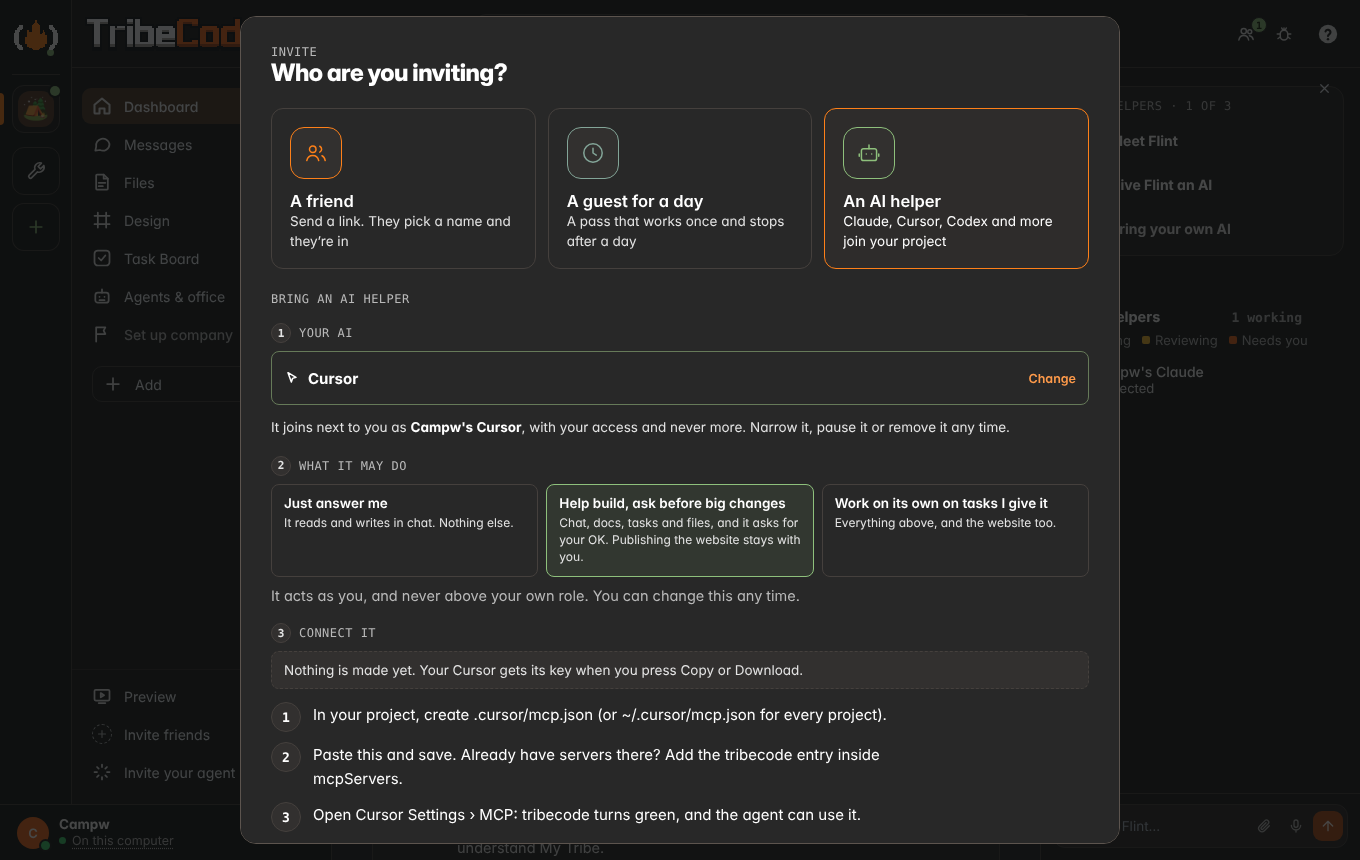 TribeCod
1
Dashboard
Messages
Files
Design
Task Board
Agents & office
Set up company
Add
Preview
Invite friends
Invite your agent
C
Campw
On this computer
INVITE
Who are you inviting?
A friend
Send a link. They pick a name and
they're in
A guest for a day
A pass that works once and stops
after a day
An AI helper
Claude, Cursor, Codex and more
join your project
BRING AN AI HELPER
1 YOUR AI
Cursor
Change
It joins next to you as Campw's Cursor, with your access and never more. Narrow it, pause it or remove it any time.
2 WHAT IT MAY DO
Just answer me
It reads and writes in chat. Nothing else.
Help build, ask before big changes
Chat, docs, tasks and files, and it asks for
your OK. Publishing the website stays with
you.
Work on its own on tasks I give it
Everything above, and the website too.
It acts as you, and never above your own role. You can change this any time.
3 CONNECT IT
Nothing is made yet. Your Cursor gets its key when you press Copy or Download.
1 In your project, create .cursor/mcp.json (or ~/.cursor/mcp.json for every project).
2 Paste this and save. Already have servers there? Add the tribecode entry inside
mcpServers.
3 Open Cursor Settings › MCP: tribecode turns green, and the agent can use it.
understand My Tribe.
ELPERS · 1 OF 3
leet Flint
ive Flint an AI
ring your own AI
elpers
1 working
ng
Reviewing
Needs you
pw's Claude
ected
Flint...